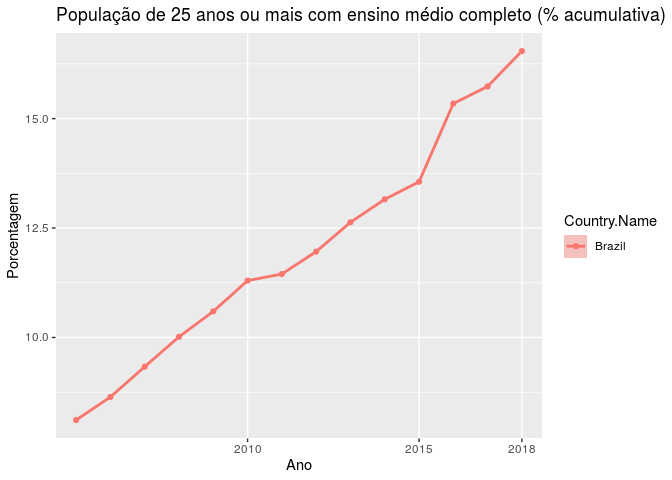 População de 25 anos ou mais com ensino médio completo (% acumulativa)
Porcentagem
15.0
12.5
10.0
2010
2015
2018
Ano
Country.Name
Brazil